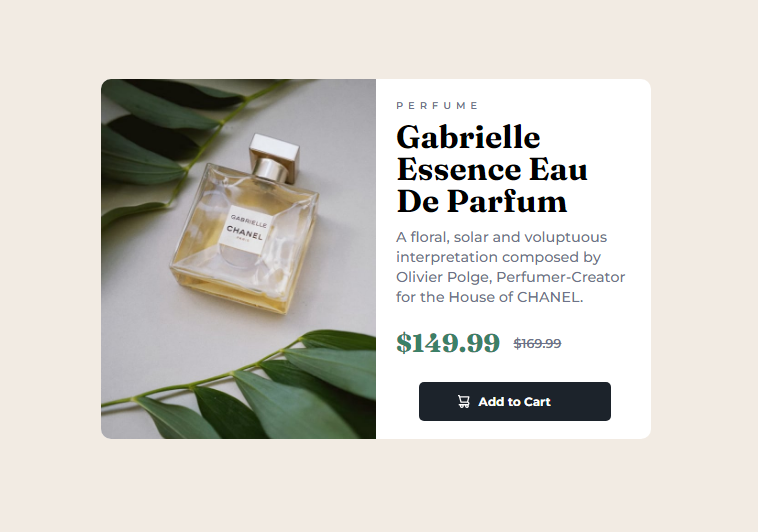 GABRIELLE
CHANEL
PARIS
PERFUME
Gabrielle
Essence Eau
De Parfum
A floral, solar and voluptuous
interpretation composed by
Olivier Polge, Perfumer-Creator
for the House of CHANEL.
$149.99 $169.99
Add to Cart